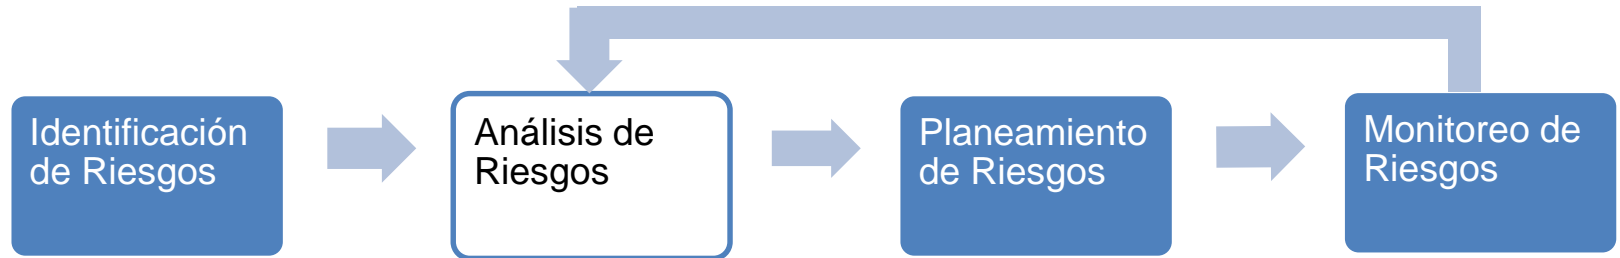 Identificación
de Riesgos
Análisis de
Riesgos
Planeamiento
de Riesgos
Monitoreo de
Riesgos